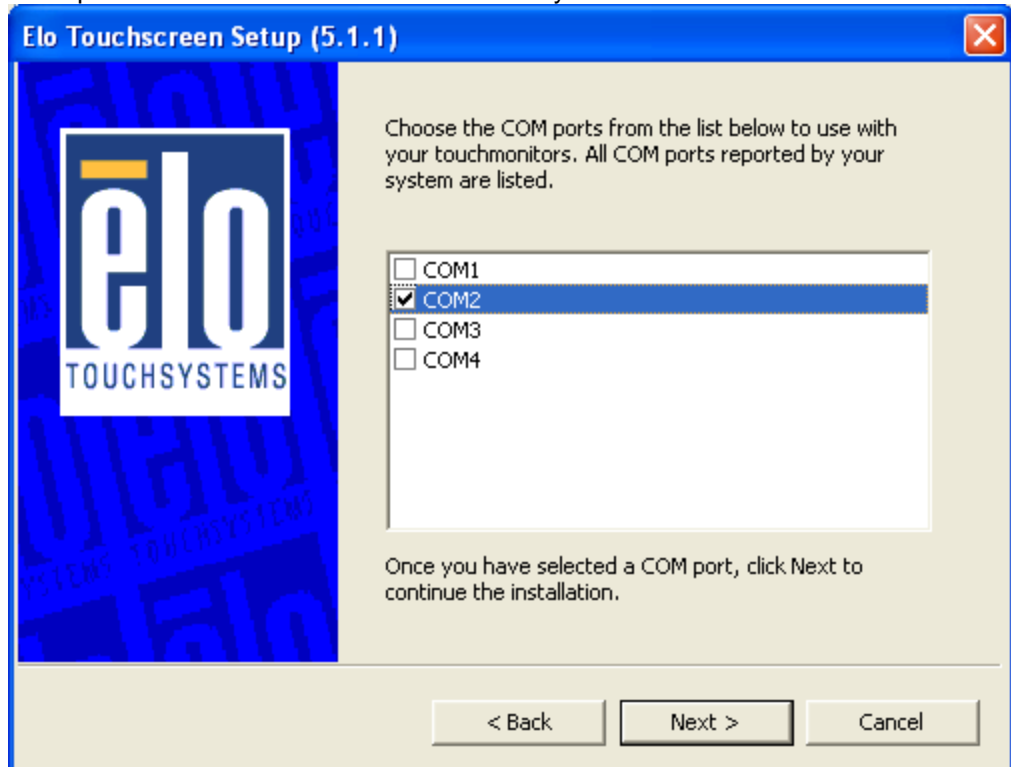 Elo Touchscreen Setup (5.1.1)
Choose the COM ports from the list below to use with
your touchmonitors. All COM ports reported by your
system are listed.
COM1
COM2
COM3
COM4
Once you have selected a COM port, click Next to
continue the installation.
ēlo
TOUCHSYSTEMS
< Back
Next >
Cancel